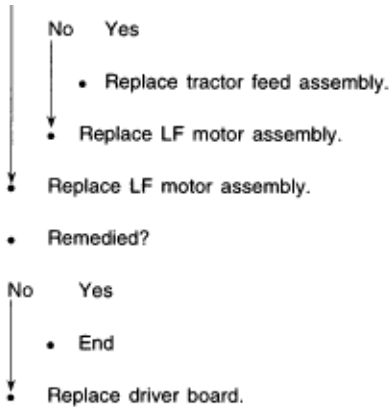 No Yes
• Replace tractor feed assembly.
• Replace LF motor assembly.
• Replace LF motor assembly.
• Remedied?
No Yes
• End
• Replace driver board.